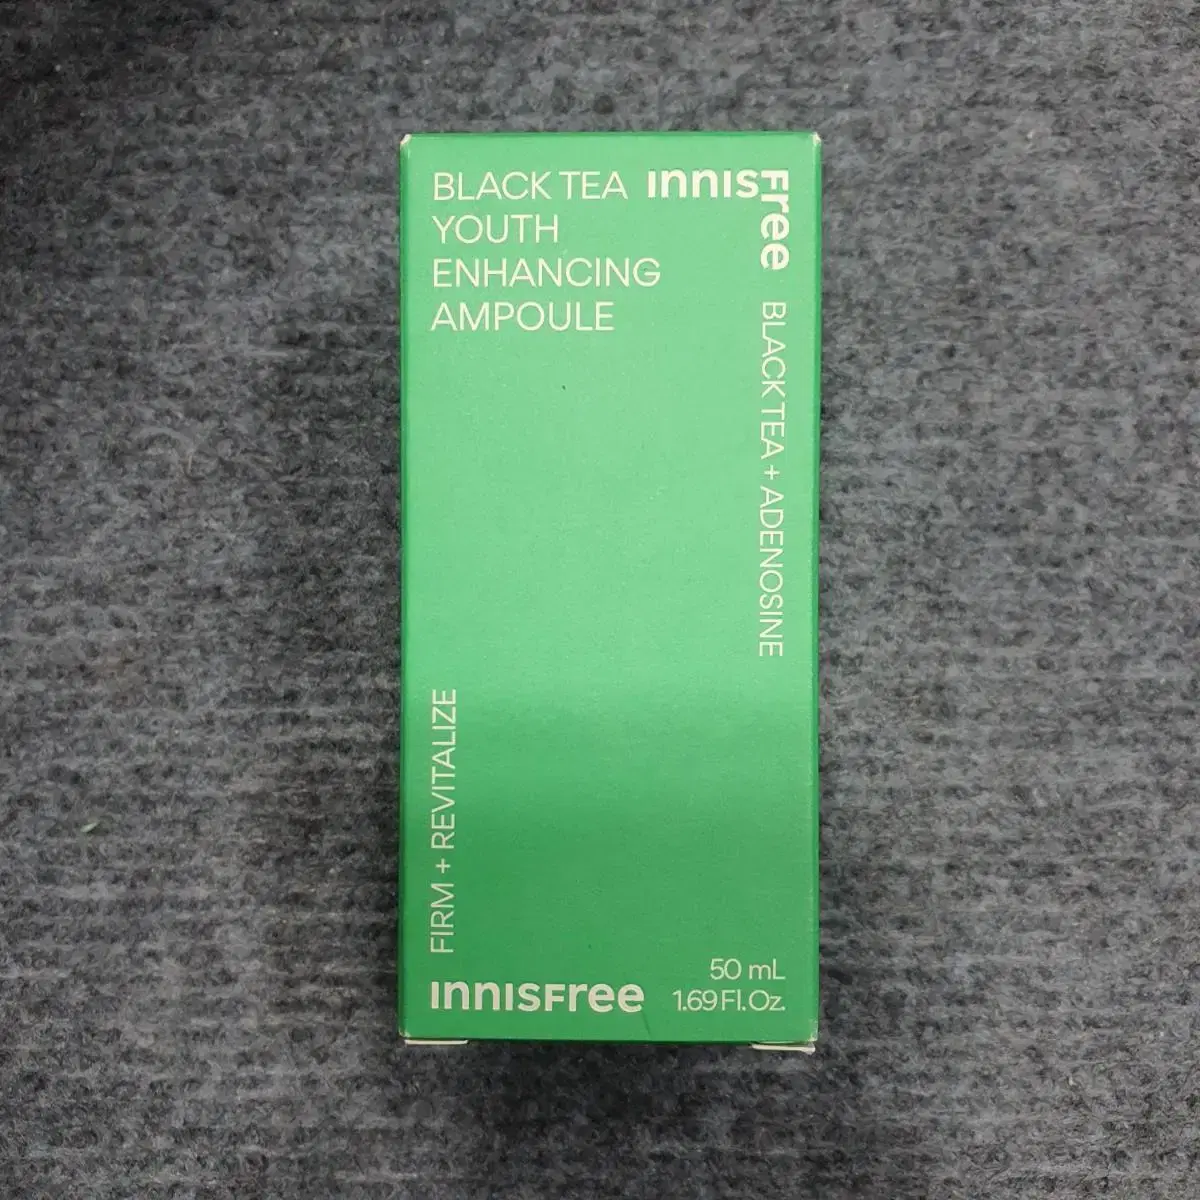 BLACK TEA
YOUTH
ENHANCING
AMPOULE
innisFree
BLACK TEA + ADENOSINE
FIRM + REVITALIZE
innisFree
50 mL
1.69 Fl. Oz.